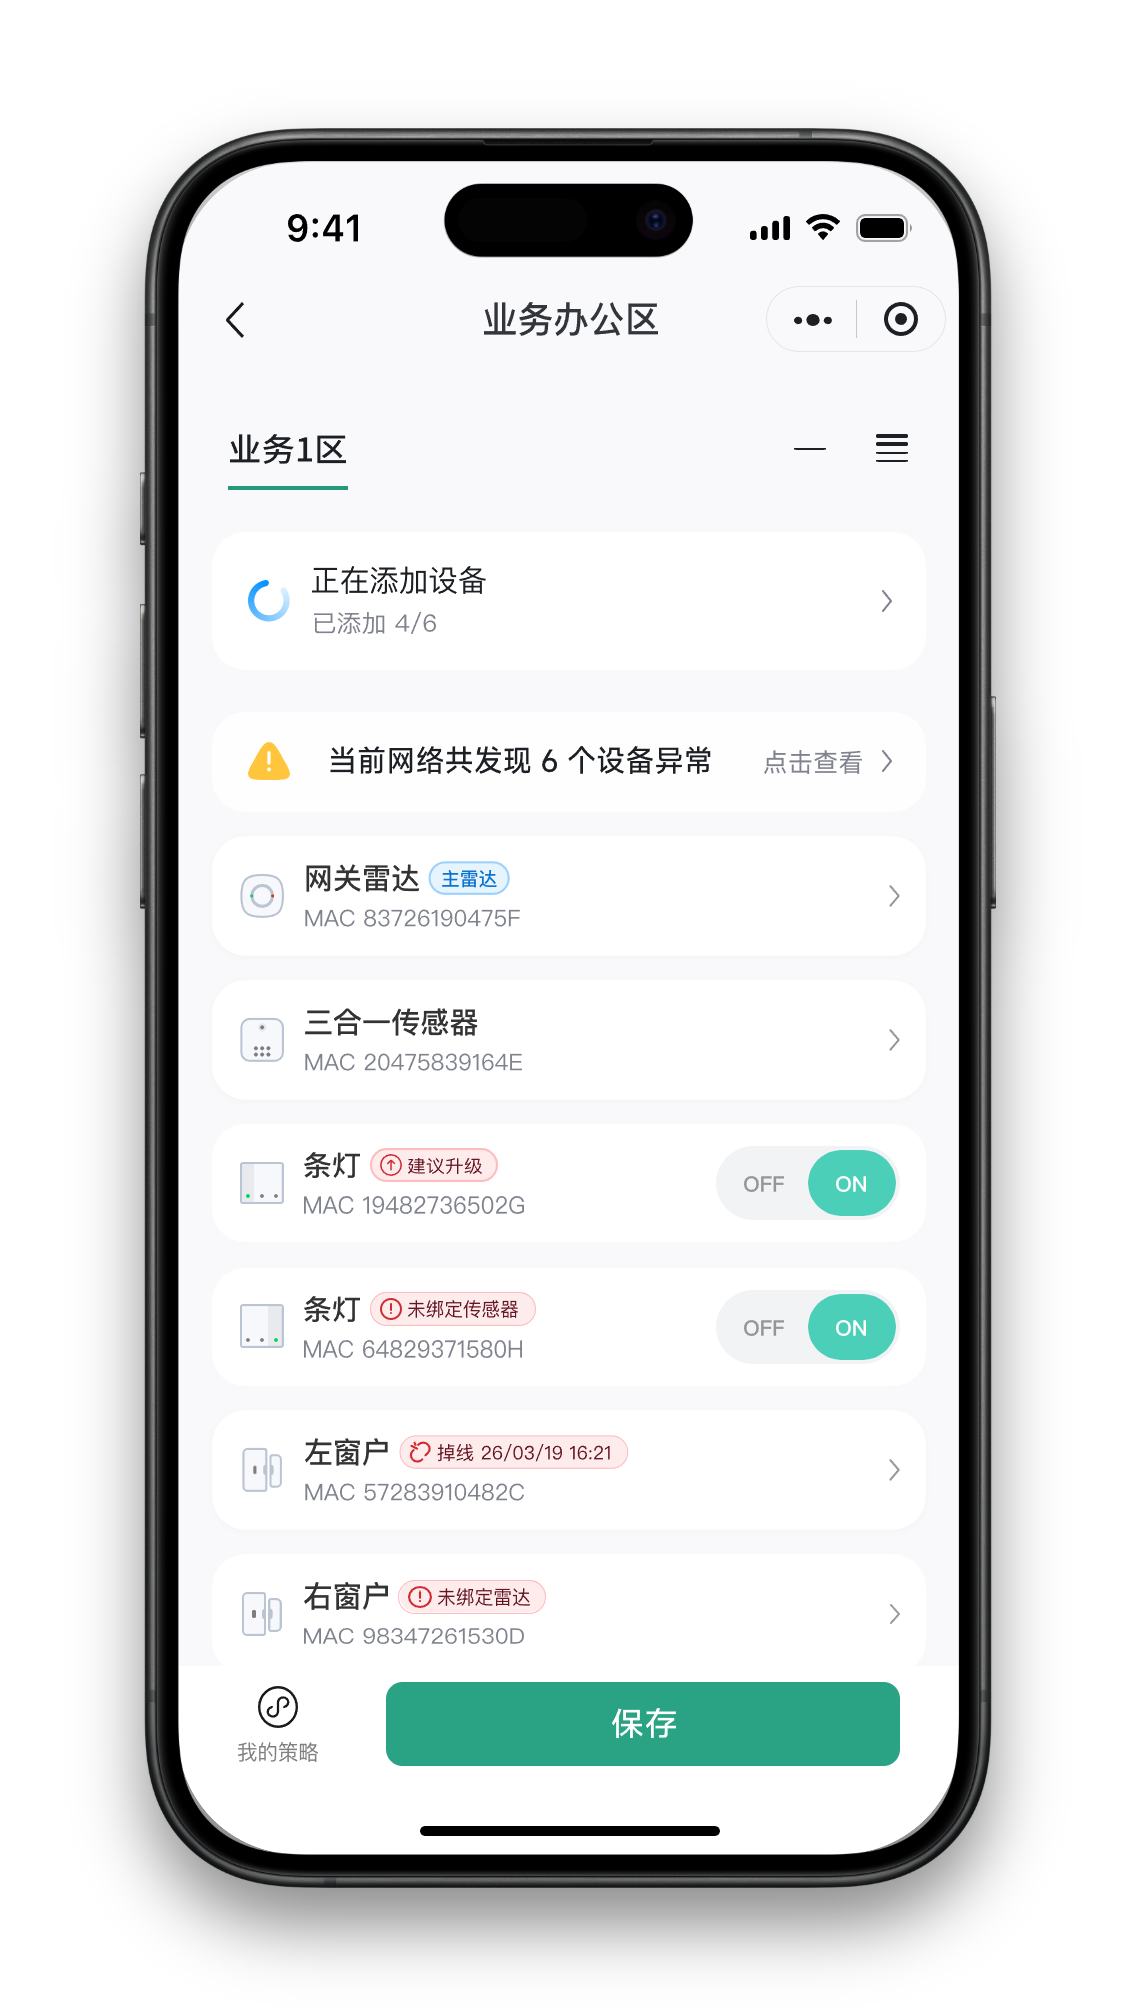 9:41
业务办公区
业务1区
正在添加设备
已添加 4/6
当前网络共发现 6 个设备异常 点击查看
网关雷达 主雷达
MAC 83726190475F
三合一传感器
MAC 20475839164E
条灯 建议升级
MAC 19482736502G
OFF ON
条灯 未绑定传感器
MAC 64829371580H
OFF ON
左窗户 掉线 26/03/19 16:21
MAC 57283910482C
右窗户 未绑定雷达
MAC 98347261530D
我的策略
保存